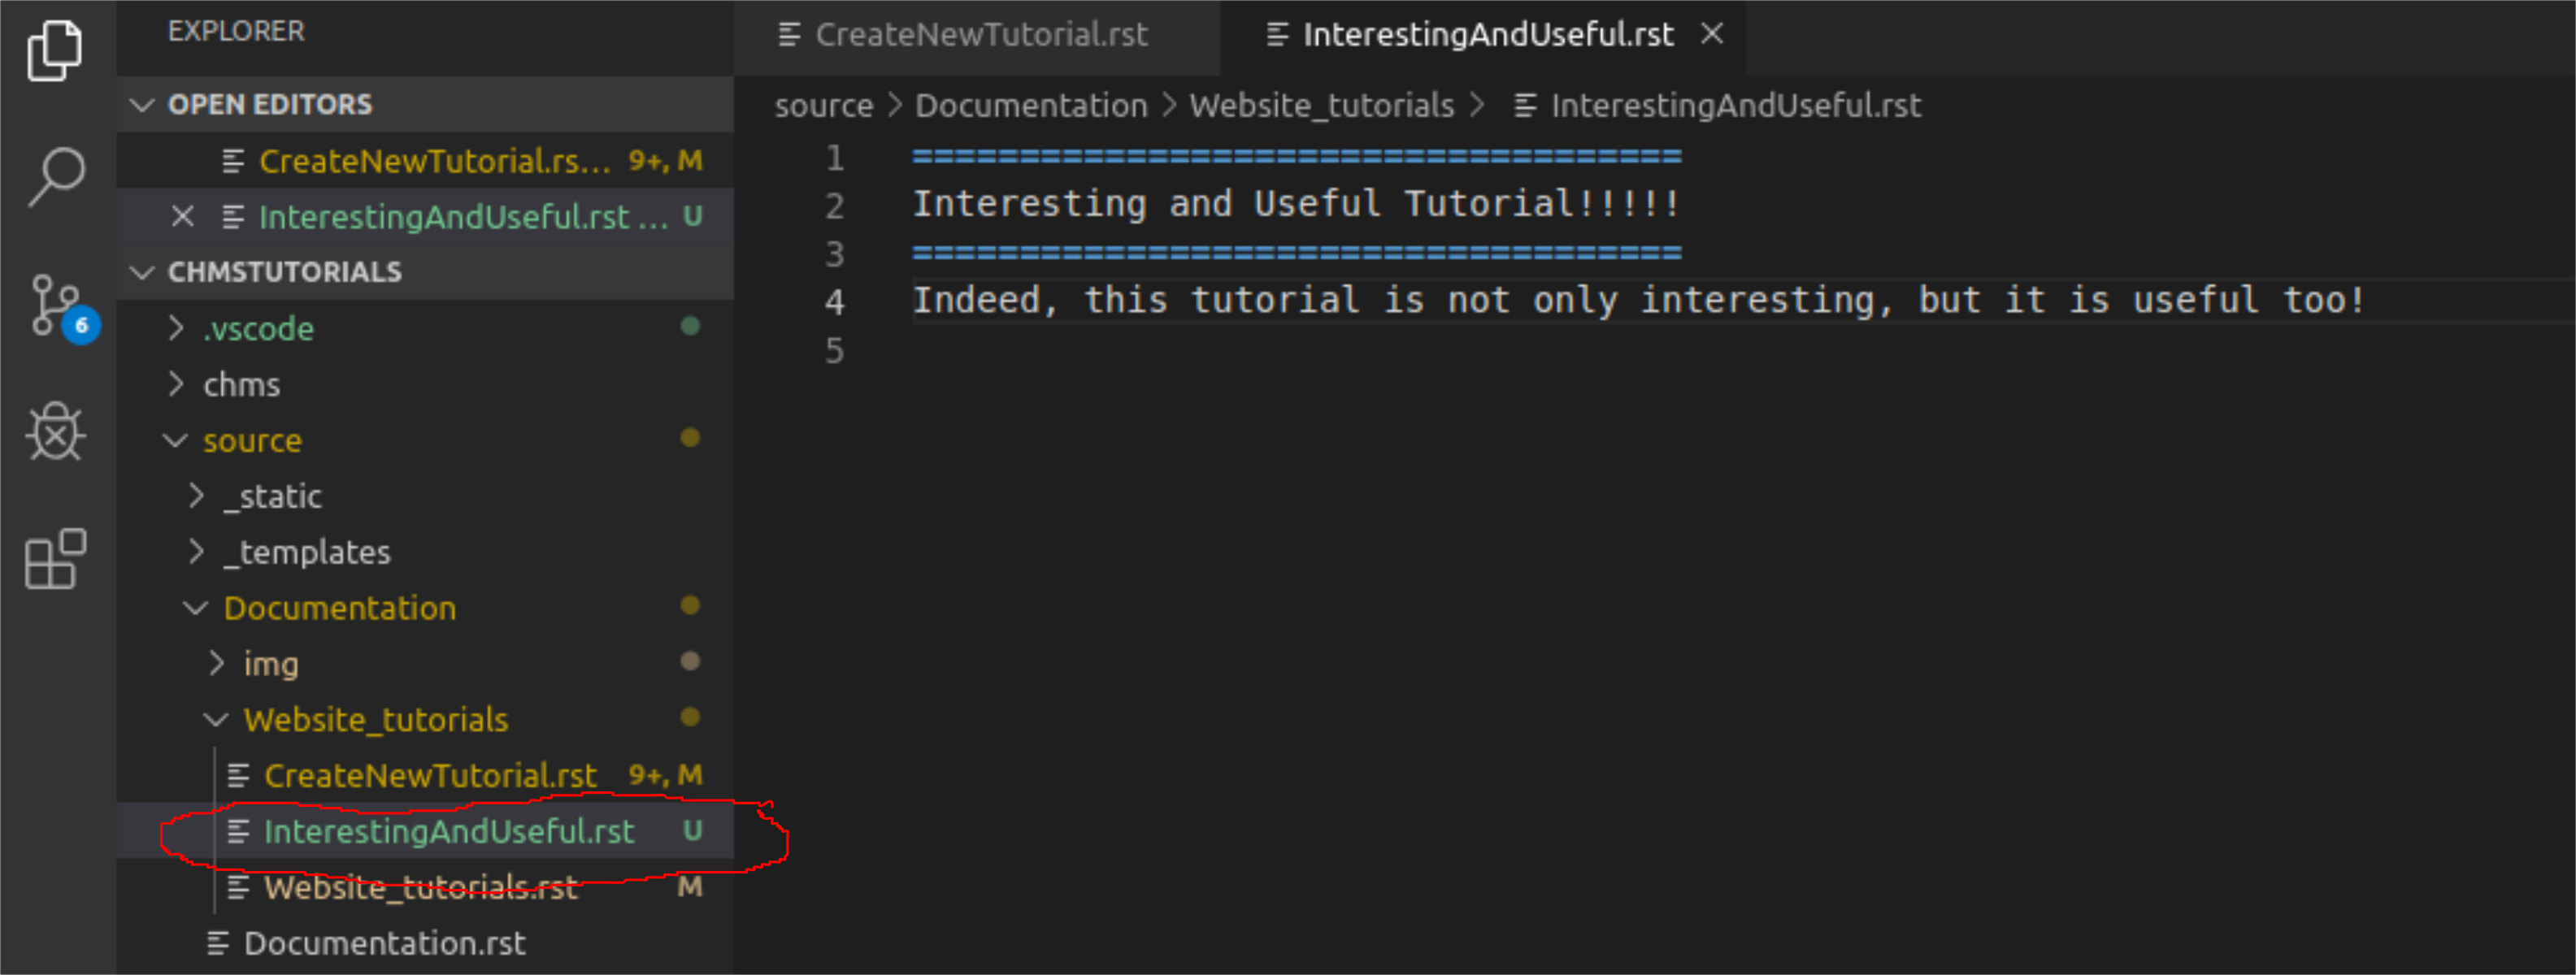 EXPLORER
OPEN EDITORS
CreateNewTutorial.rs... 9+, M
InterestingAndUseful.rst ... U
CHMSTUTORIALS
.vscode
chms
6
source
_static
_templates
Documentation
img
Website_tutorials
CreateNewTutorial.rst 9+, M
InterestingAndUseful.rst U
Website_tutorials.rst M
Documentation.rst
CreateNewTutorial.rst InterestingAndUseful.rst
source > Documentation > Website_tutorials > InterestingAndUseful.rst
1 ====================================
2 Interesting and Useful Tutorial!!!!!
3 ====================================
4 Indeed, this tutorial is not only interesting, but it is useful too!
5